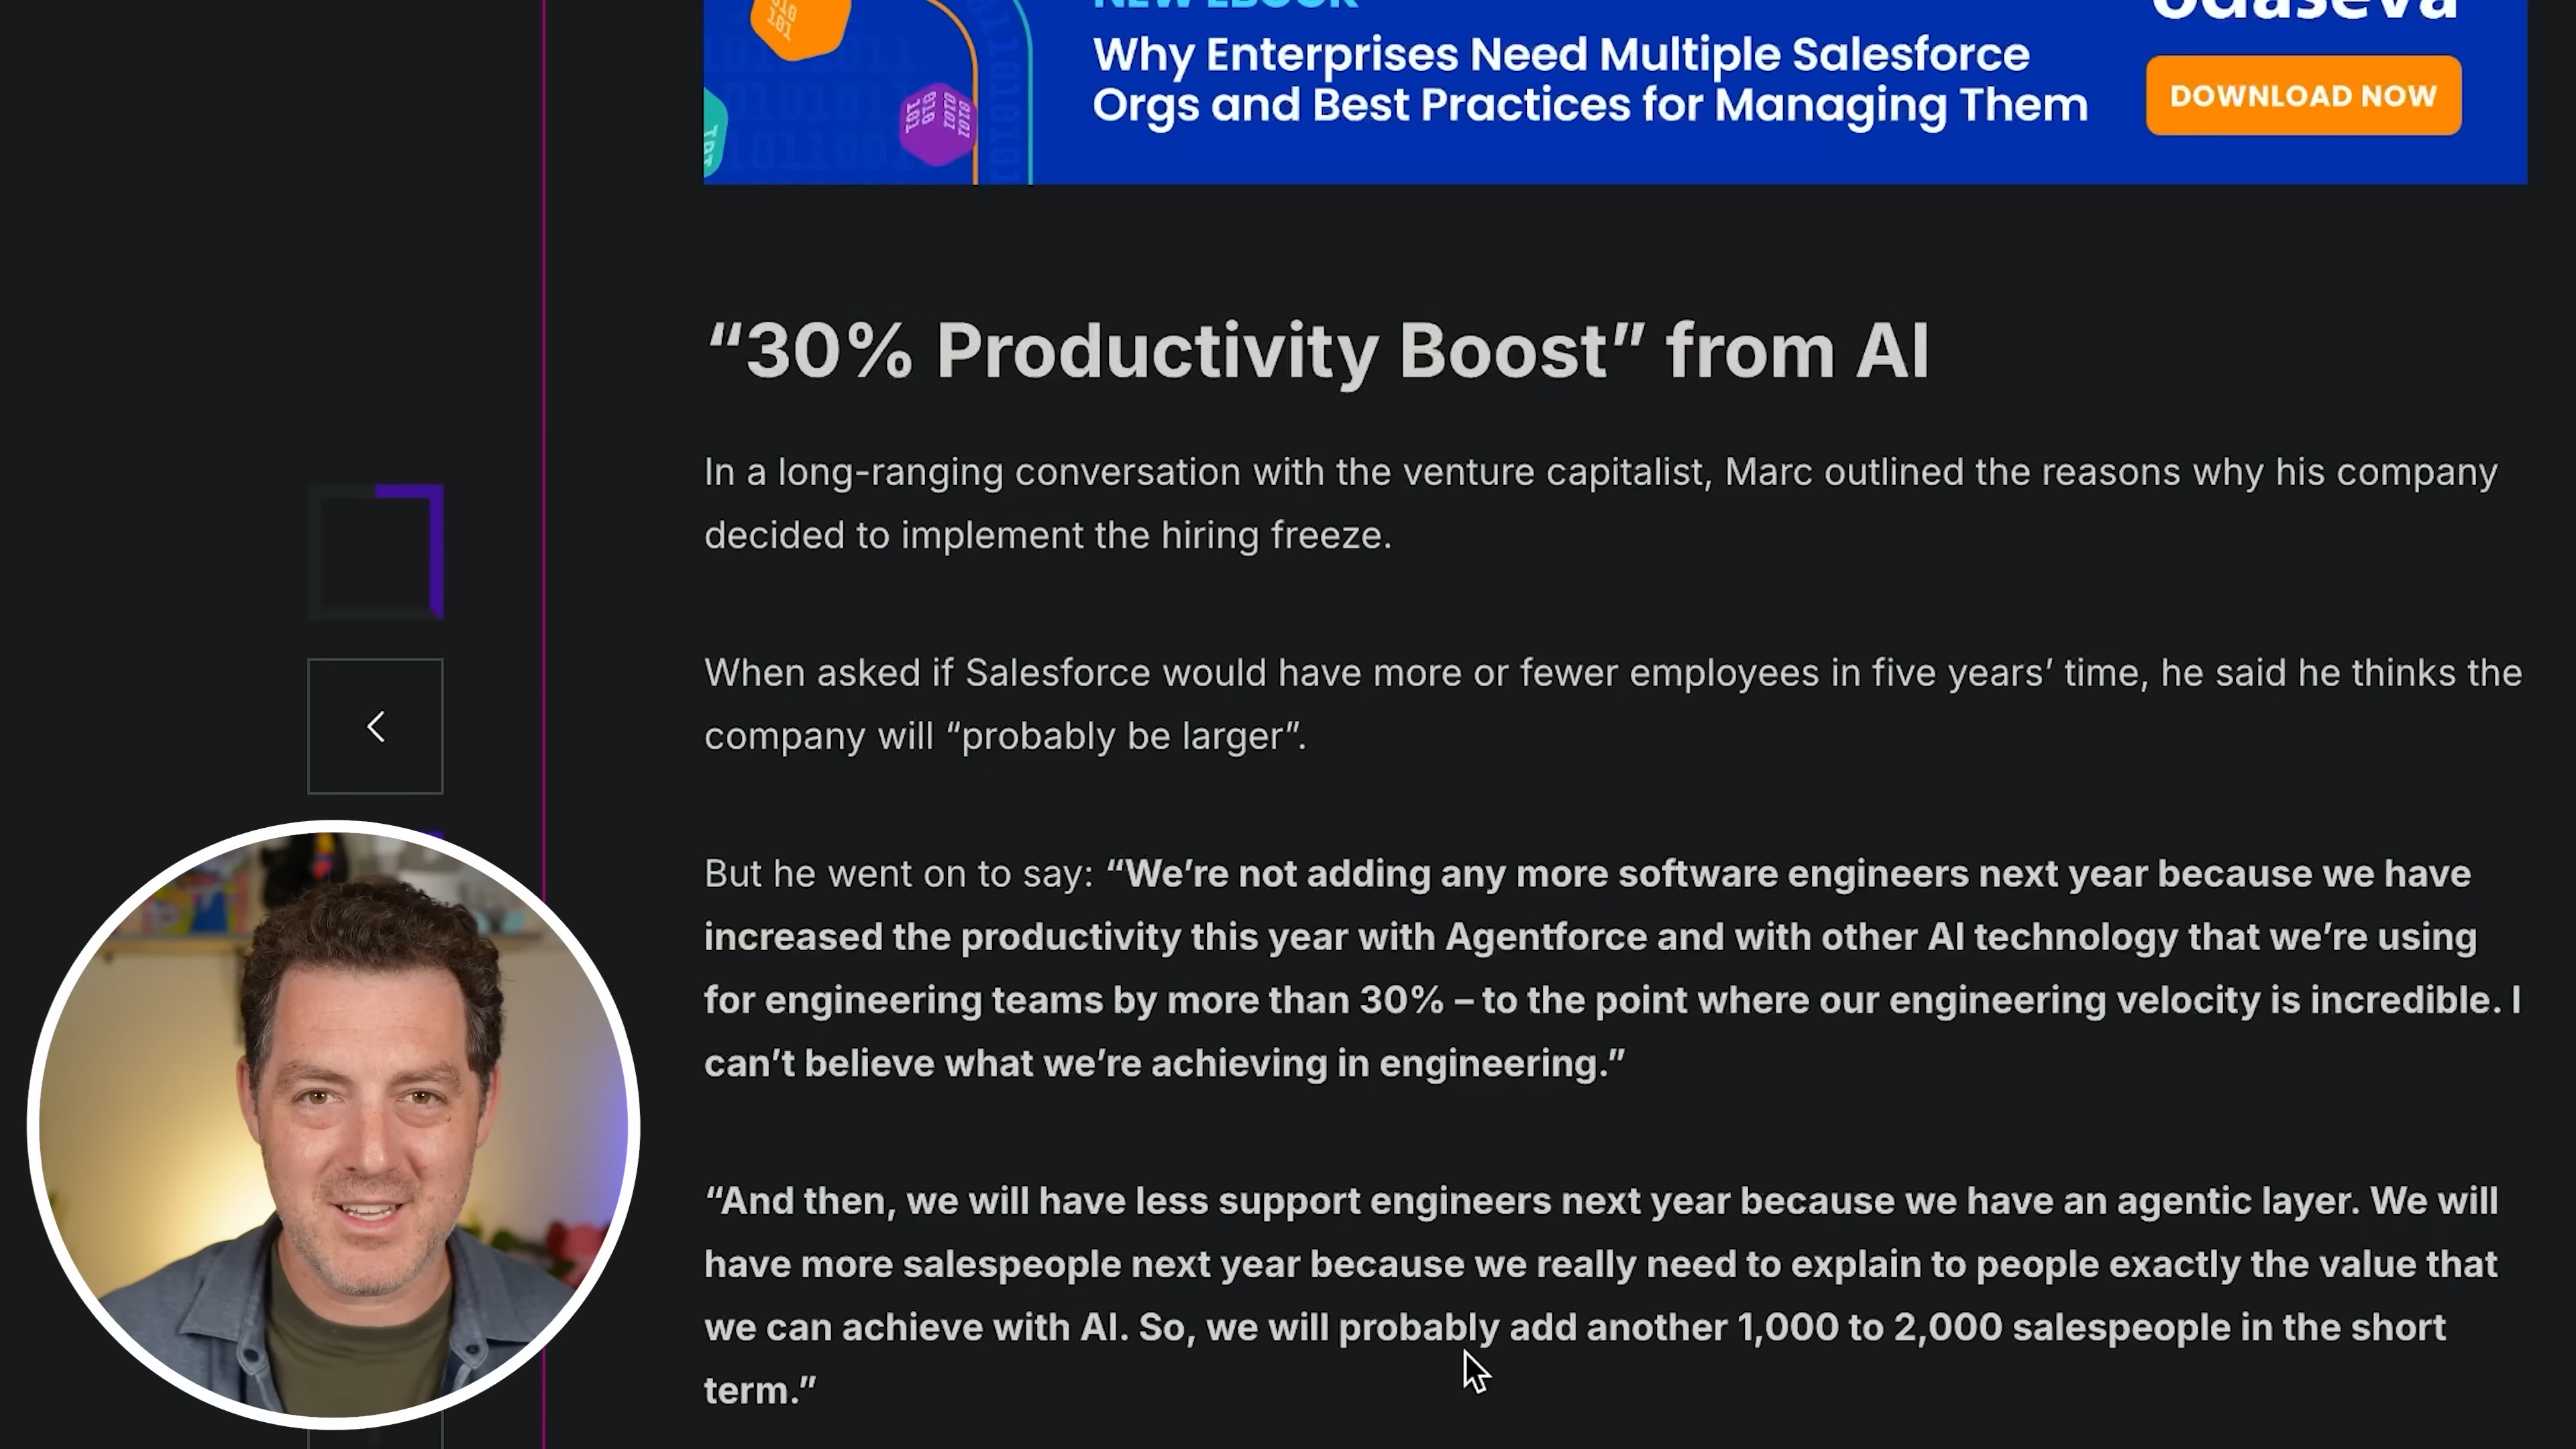 NEW EBOOK
odaseva
Why Enterprises Need Multiple Salesforce
Orgs and Best Practices for Managing Them
DOWNLOAD NOW
“30% Productivity Boost” from AI
In a long-ranging conversation with the venture capitalist, Marc outlined the reasons why his company
decided to implement the hiring freeze.
When asked if Salesforce would have more or fewer employees in five years’ time, he said he thinks the
company will “probably be larger”.
But he went on to say: “We’re not adding any more software engineers next year because we have
increased the productivity this year with Agentforce and with other AI technology that we’re using
for engineering teams by more than 30% – to the point where our engineering velocity is incredible. I
can’t believe what we’re achieving in engineering.”
“And then, we will have less support engineers next year because we have an agentic layer. We will
have more salespeople next year because we really need to explain to people exactly the value that
we can achieve with AI. So, we will probably add another 1,000 to 2,000 salespeople in the short
term.”